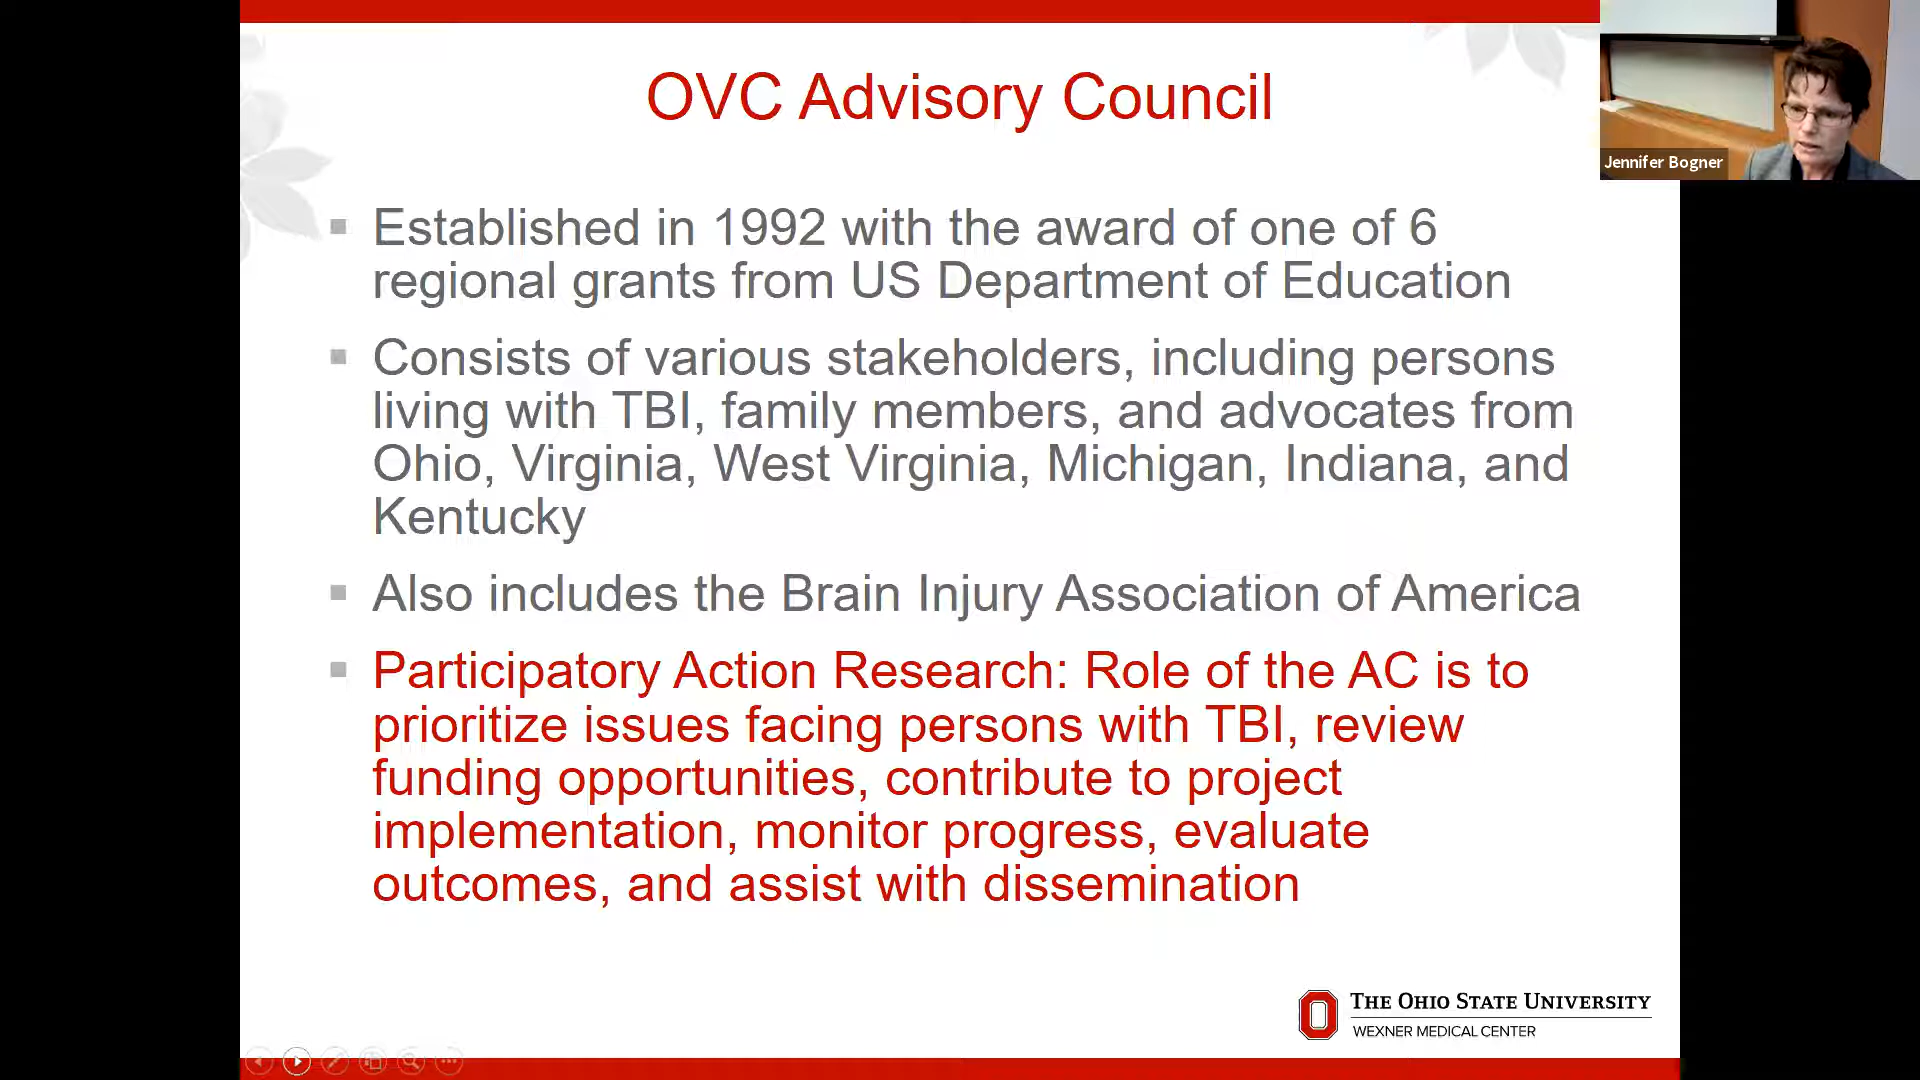 OVC Advisory Council
Jennifer Bogner
Established in 1992 with the award of one of 6
regional grants from US Department of Education
Consists of various stakeholders, including persons
living with TBI, family members, and advocates from
Ohio, Virginia, West Virginia, Michigan, Indiana, and
Kentucky
Also includes the Brain Injury Association of America
Participatory Action Research: Role of the AC is to
prioritize issues facing persons with TBI, review
funding opportunities, contribute to project
implementation, monitor progress, evaluate
outcomes, and assist with dissemination
THE OHIO STATE UNIVERSITY
WEXNER MEDICAL CENTER